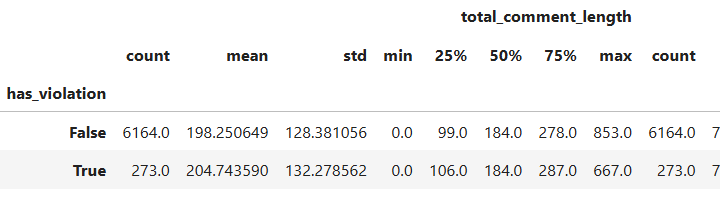 total_comment_length
count mean std min 25% 50% 75% max count
has_violation
False 6164.0 198.250649 128.381056 0.0 99.0 184.0 278.0 853.0 6164.0 7
True 273.0 204.743590 132.278562 0.0 106.0 184.0 287.0 667.0 273.0 7